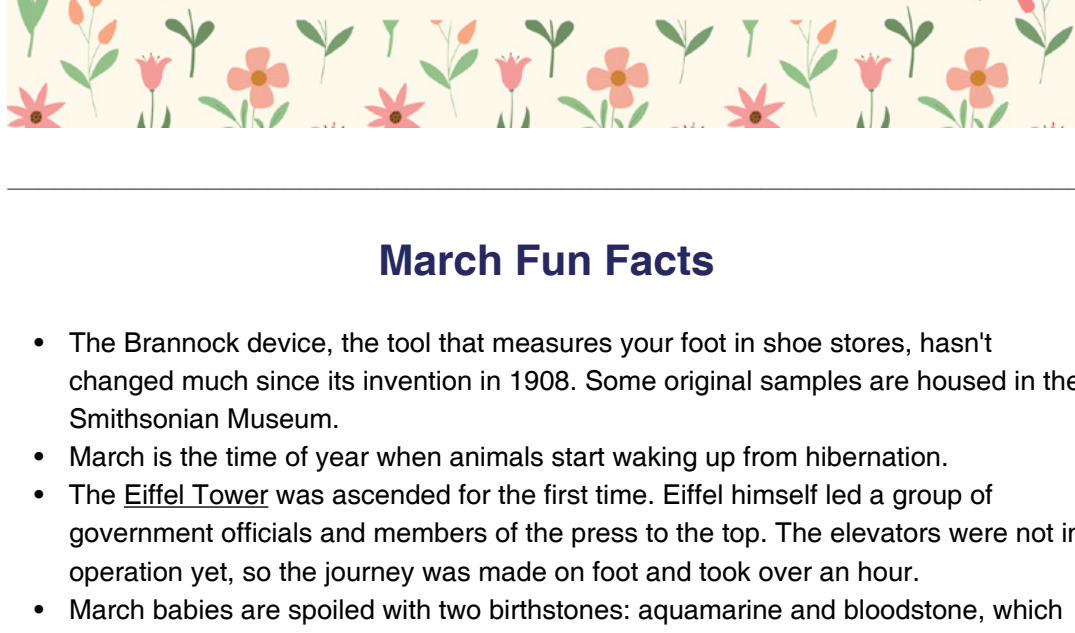 March Fun Facts
• The Brannock device, the tool that measures your foot in shoe stores, hasn't
changed much since its invention in 1908. Some original samples are housed in the
Smithsonian Museum.
• March is the time of year when animals start waking up from hibernation.
• The Eiffel Tower was ascended for the first time. Eiffel himself led a group of
government officials and members of the press to the top. The elevators were not in
operation yet, so the journey was made on foot and took over an hour.
• March babies are spoiled with two birthstones: aquamarine and bloodstone, which